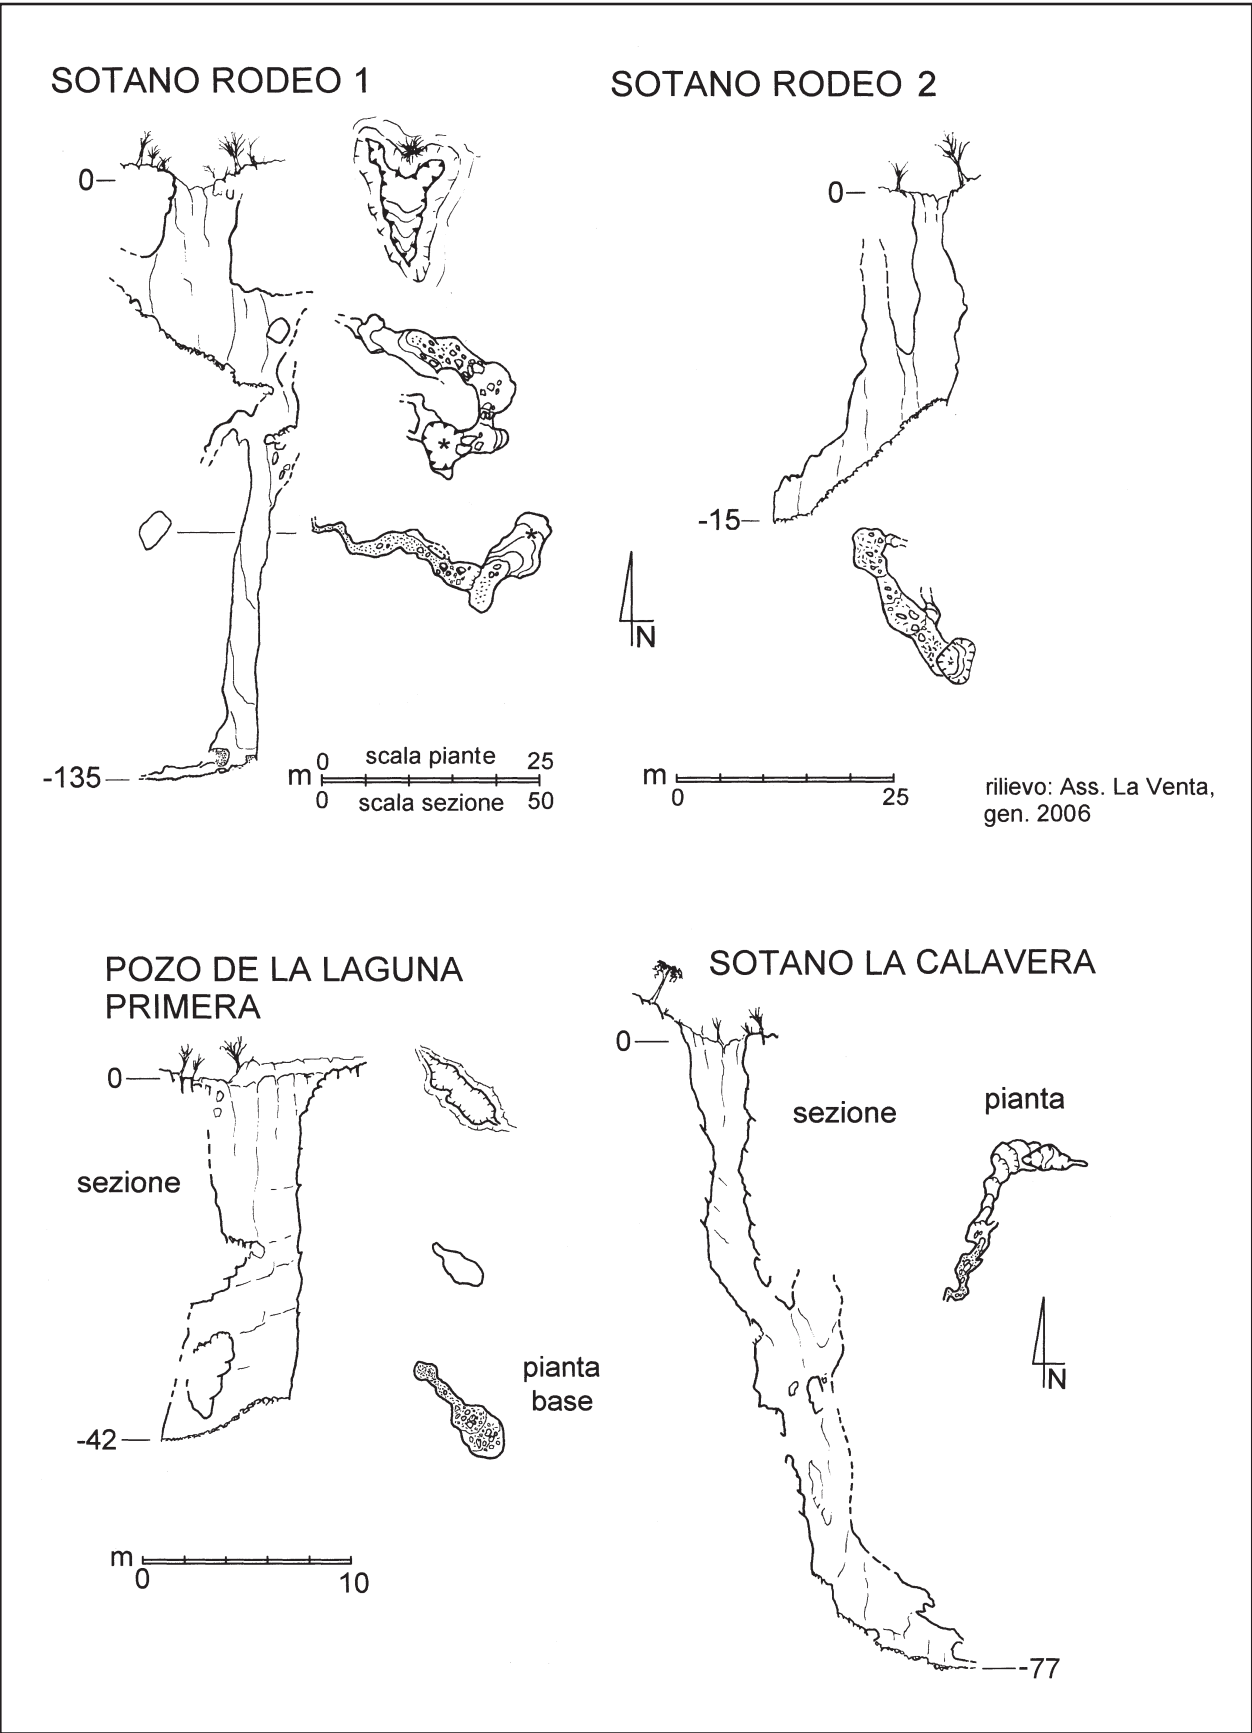 SOTANO RODEO 1
0
-135
m
0 scala piante 25
0 scala sezione 50
SOTANO RODEO 2
0
-15
N
m
0 25
rilievo: Ass. La Venta,
gen. 2006
POZO DE LA LAGUNA
PRIMERA
0
sezione
-42
pianta
base
m
0 10
SOTANO LA CALAVERA
0
sezione
pianta
N
-77